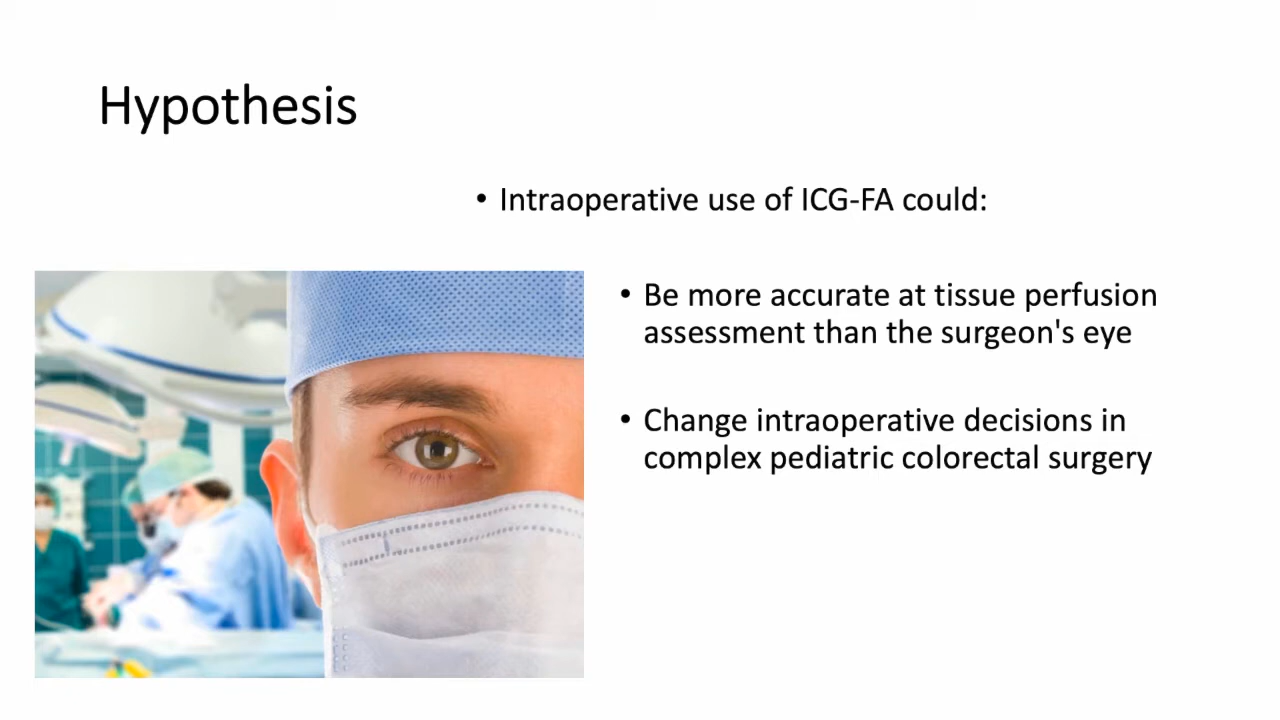 Hypothesis
• Intraoperative use of ICG-FA could:
• Be more accurate at tissue perfusion
assessment than the surgeon's eye
• Change intraoperative decisions in
complex pediatric colorectal surgery